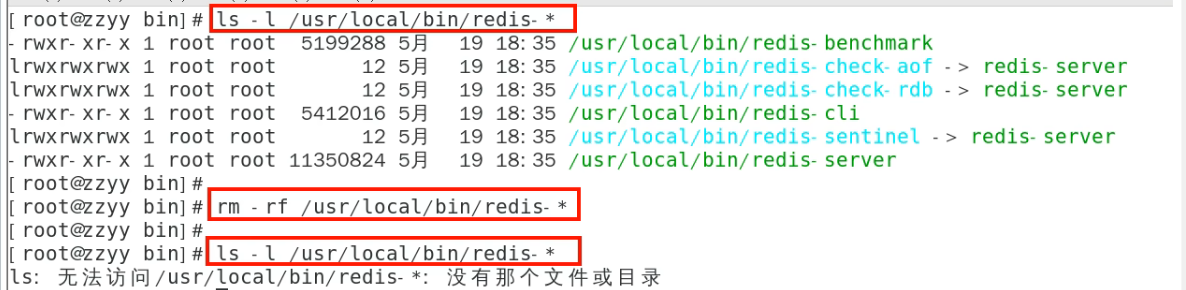 [root@zzyy bin]# ls -l /usr/local/bin/redis-*
-rwxr-xr-x 1 root root  5199288 5月  19 18:35 /usr/local/bin/redis-benchmark
lrwxrwxrwx 1 root root       12 5月  19 18:35 /usr/local/bin/redis-check-aof -> redis-server
lrwxrwxrwx 1 root root       12 5月  19 18:35 /usr/local/bin/redis-check-rdb -> redis-server
-rwxr-xr-x 1 root root  5412016 5月  19 18:35 /usr/local/bin/redis-cli
lrwxrwxrwx 1 root root       12 5月  19 18:35 /usr/local/bin/redis-sentinel -> redis-server
-rwxr-xr-x 1 root root 11350824 5月  19 18:35 /usr/local/bin/redis-server
[root@zzyy bin]#
[root@zzyy bin]# rm -rf /usr/local/bin/redis-*
[root@zzyy bin]#
[root@zzyy bin]# ls -l /usr/local/bin/redis-*
ls: 无法访问/usr/local/bin/redis-*: 没有那个文件或目录